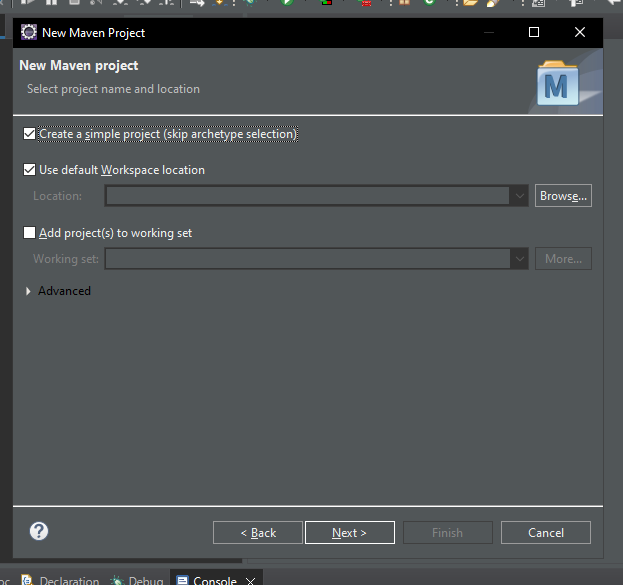 New Maven Project
New Maven project
Select project name and location
M
Create a simple project (skip archetype selection)
Use default Workspace location
Location:
Browse...
Add project(s) to working set
Working set:
More...
Advanced
?
< Back
Next >
Finish
Cancel
Declaration
Debug
Console